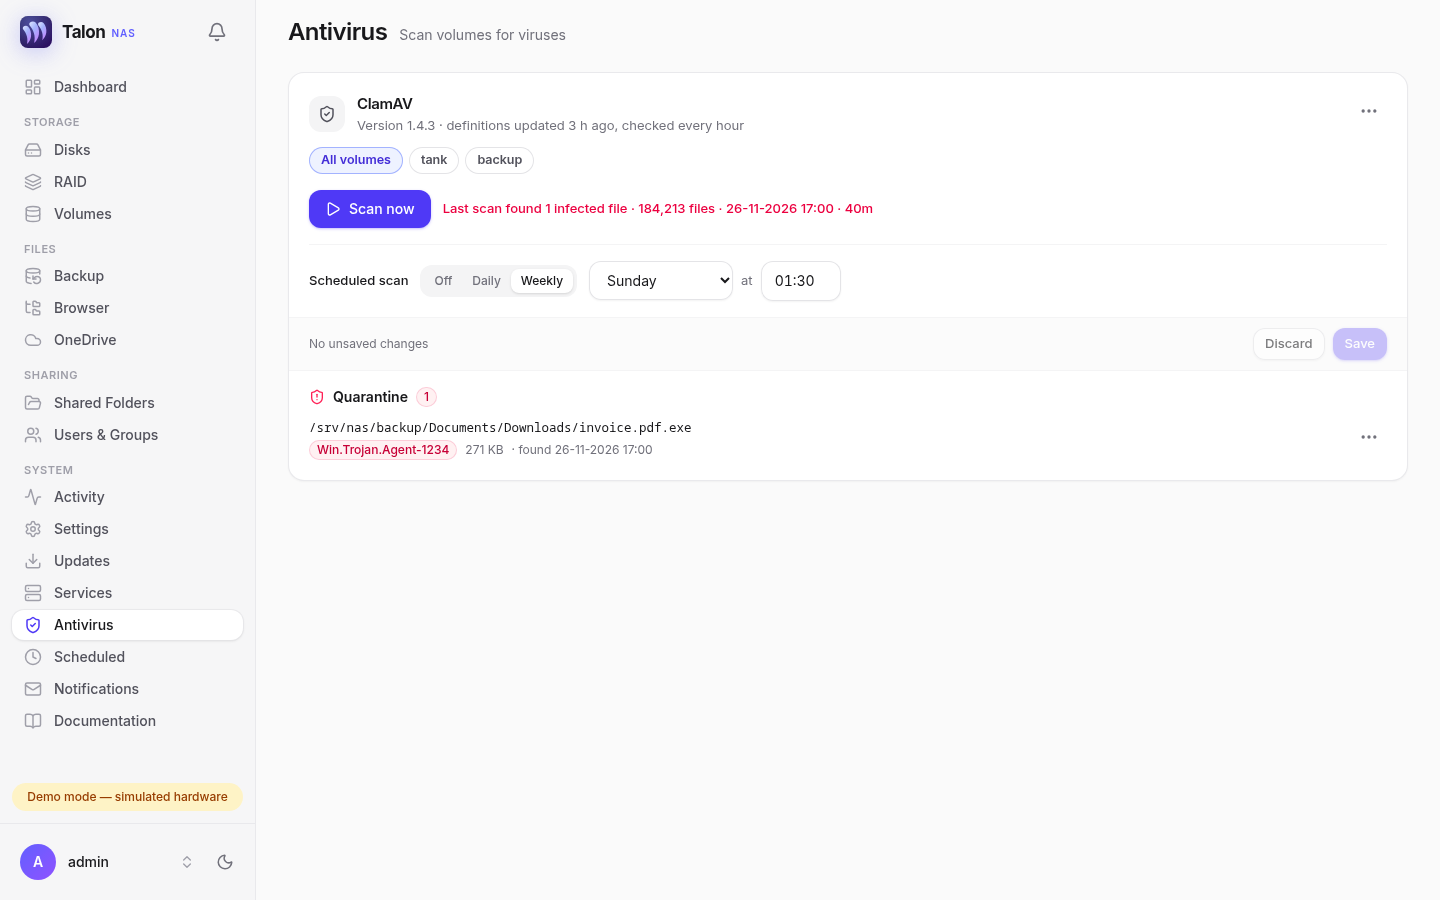 Talon NAS
Dashboard
STORAGE
Disks
RAID
Volumes
FILES
Backup
Browser
OneDrive
SHARING
Shared Folders
Users & Groups
SYSTEM
Activity
Settings
Updates
Services
Antivirus
Scheduled
Notifications
Documentation
Demo mode — simulated hardware
A admin
Antivirus Scan volumes for viruses
ClamAV
Version 1.4.3 · definitions updated 3 h ago, checked every hour
All volumes tank backup
Scan now Last scan found 1 infected file · 184,213 files · 26-11-2026 17:00 · 40m
Scheduled scan Off Daily Weekly Sunday at 01:30
No unsaved changes Discard Save
Quarantine 1
/srv/nas/backup/Documents/Downloads/invoice.pdf.exe
Win.Trojan.Agent-1234 271 KB · found 26-11-2026 17:00